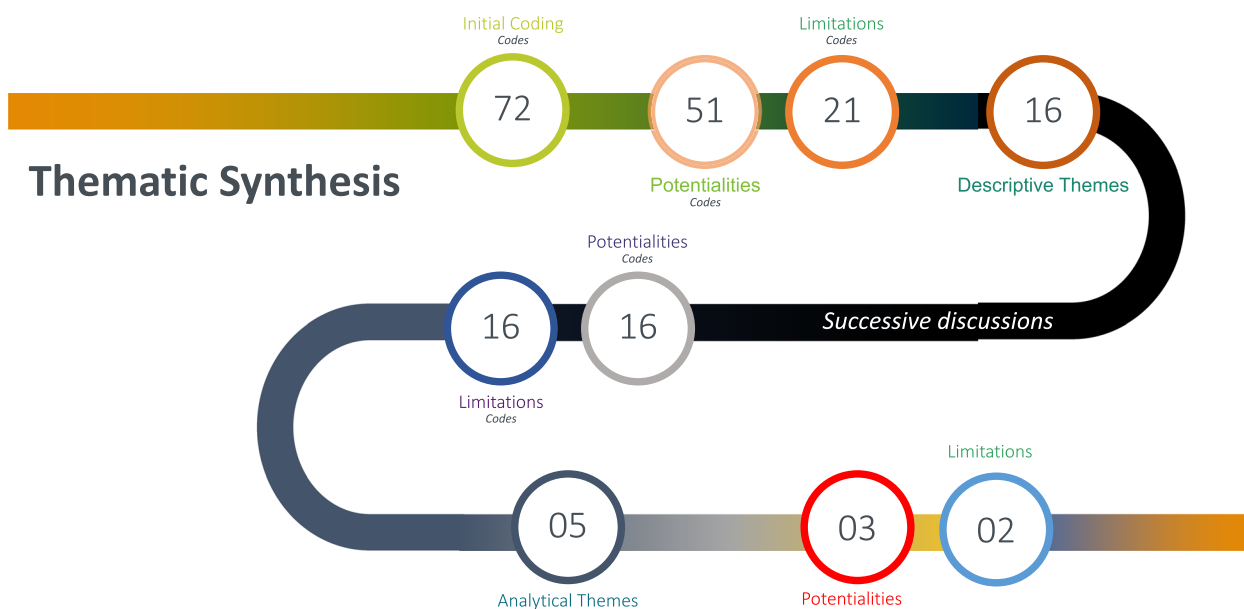 Initial Coding
Codes
72
51
Potentialities
Codes
Limitations
Codes
21
16
Descriptive Themes
Thematic Synthesis
Successive discussions
Potentialities
Codes
16
16
Limitations
Codes
05
Analytical Themes
03
Potentialities
Limitations
02